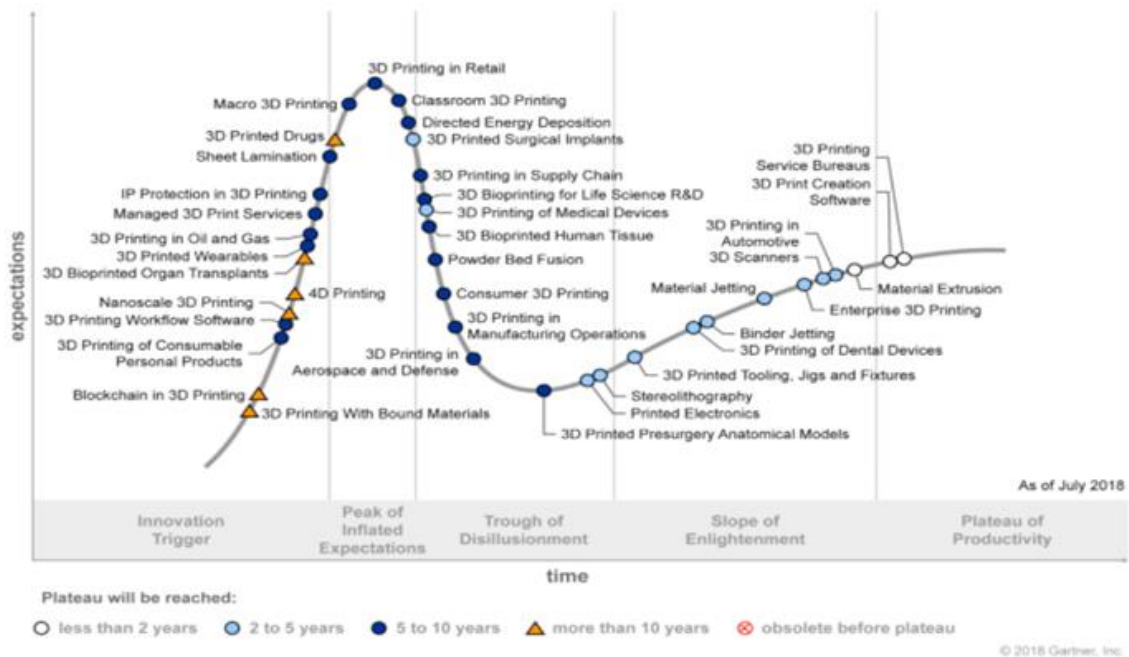 3D Printing in Retail
Macro 3D Printing
Classroom 3D Printing
Directed Energy Deposition
3D Printed Drugs
3D Printed Surgical Implants
Sheet Lamination
3D Printing in Supply Chain
IP Protection in 3D Printing
3D Bioprinting for Life Science R&D
Managed 3D Print Services
3D Printing of Medical Devices
3D Printing in Oil and Gas
3D Bioprinted Human Tissue
3D Printed Wearables
3D Bioprinted Organ Transplants
Powder Bed Fusion
4D Printing
Consumer 3D Printing
Nanoscale 3D Printing
3D Printing Workflow Software
3D Printing in
Manufacturing Operations
3D Printing of Consumable
Personal Products
3D Printing in
Aerospace and Defense
Blockchain in 3D Printing
3D Printing With Bound Materials
3D Printed Presurgery Anatomical Models
Printed Electronics
Stereolithography
3D Printed Tooling, Jigs and Fixtures
3D Printing of Dental Devices
Binder Jetting
Material Jetting
Enterprise 3D Printing
3D Scanners
3D Printing in
Automotive
Material Extrusion
3D Print Creation
Software
3D Printing
Service Bureaus
expectations
As of July 2018
Innovation
Trigger
Peak of
Inflated
Expectations
Trough of
Disillusionment
Slope of
Enlightenment
Plateau of
Productivity
time
Plateau will be reached:
less than 2 years
2 to 5 years
5 to 10 years
more than 10 years
obsolete before plateau
© 2018 Gartner, Inc.